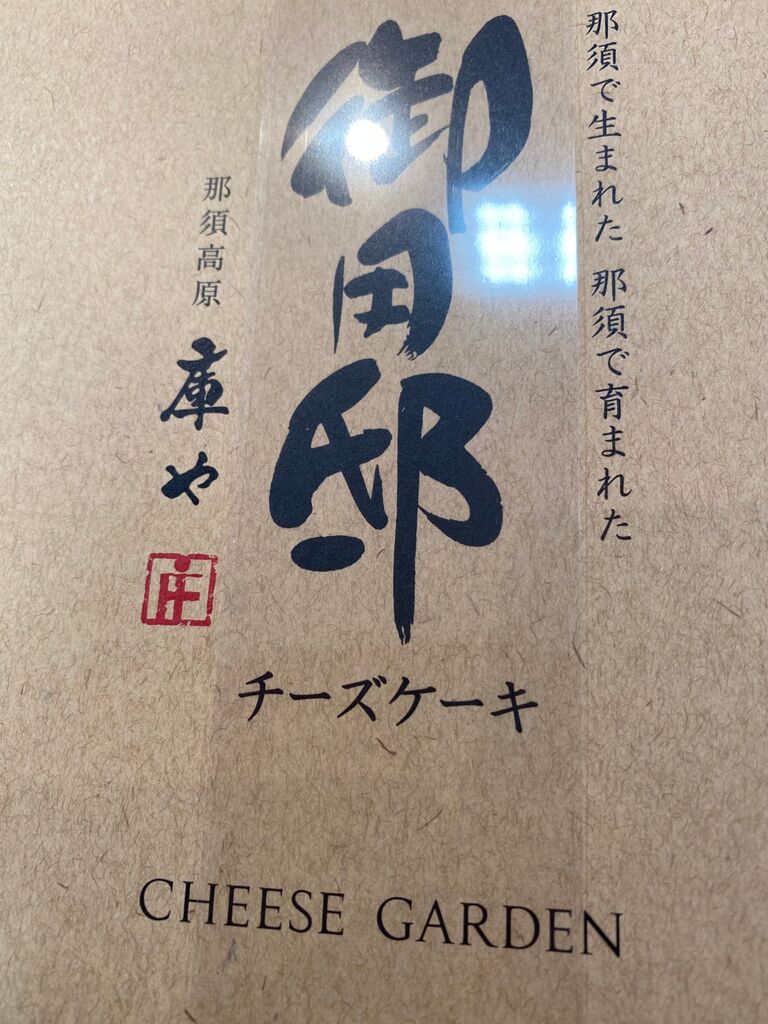 那須で生まれた 那須で育まれた
御用邸
那須高原
庫や
チーズケーキ
CHEESE GARDEN